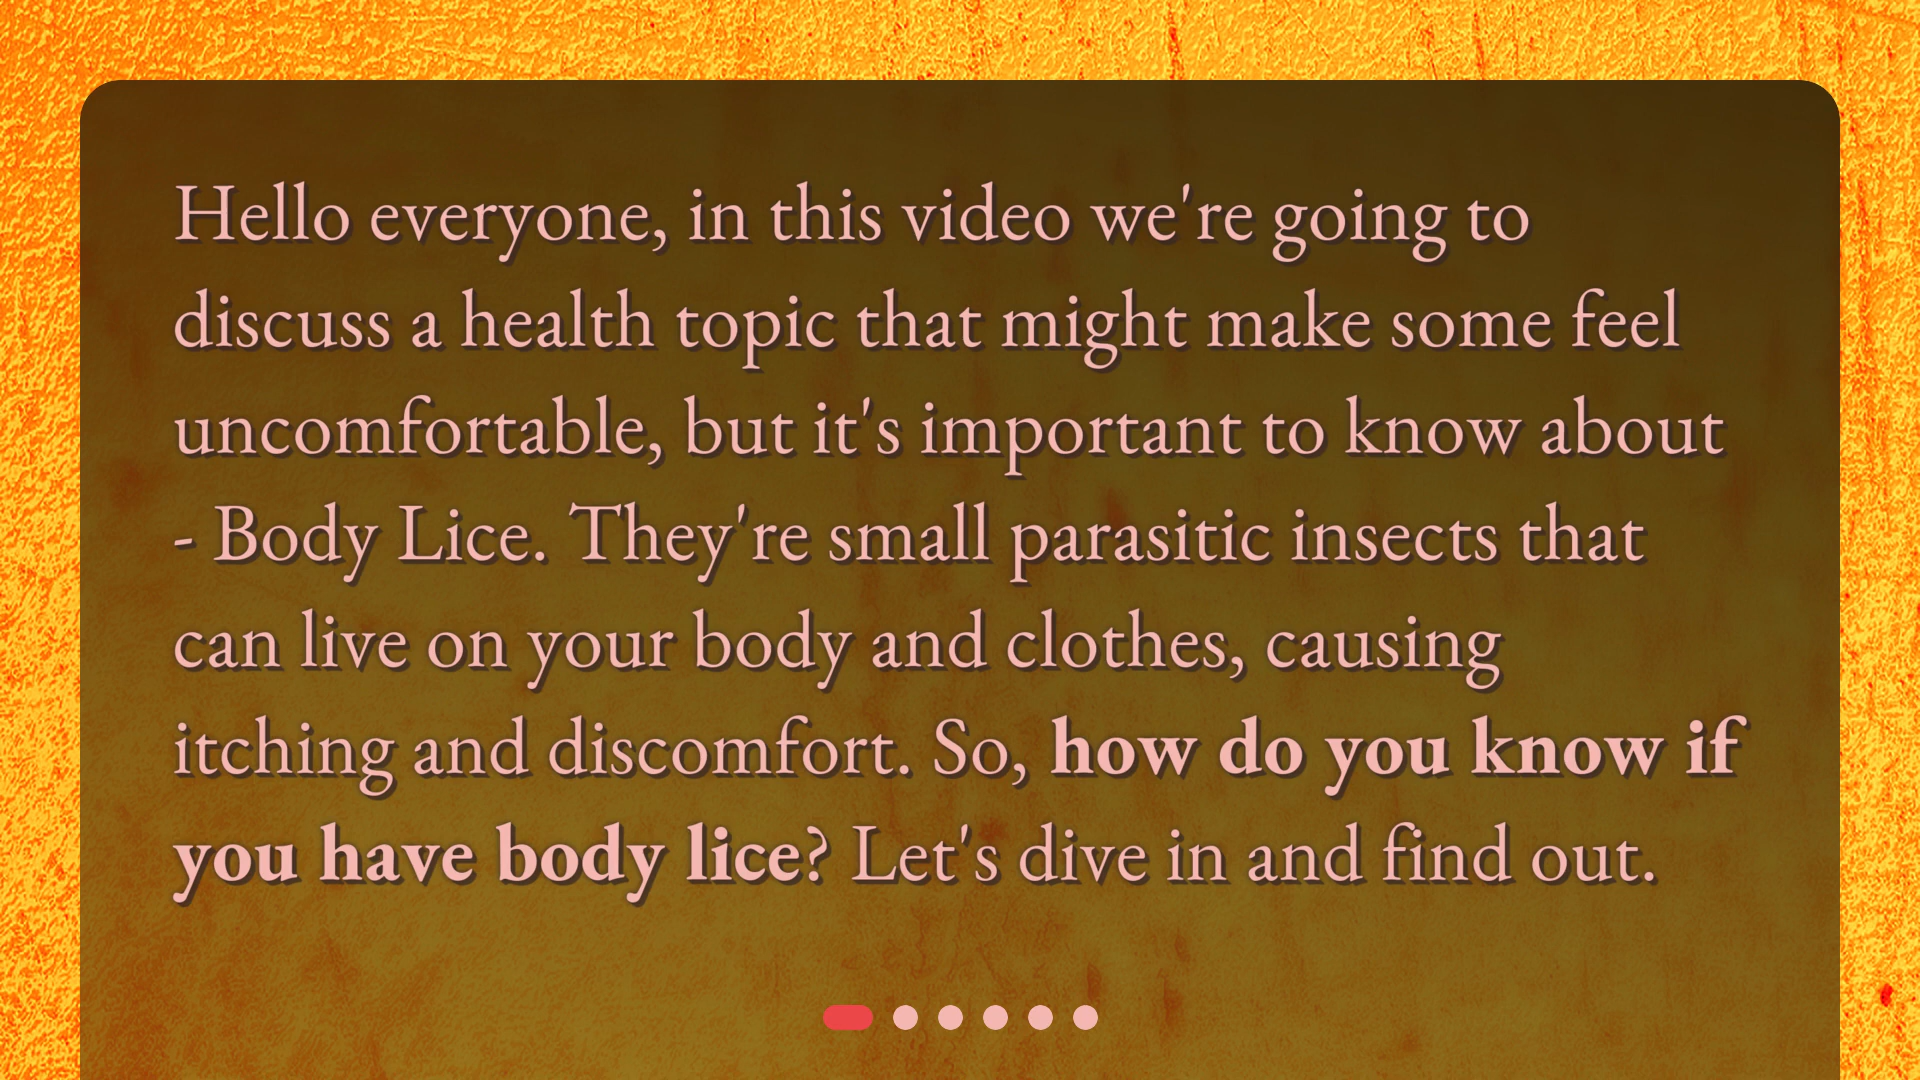 Hello everyone, in this video we're going to
discuss a health topic that might make some feel
uncomfortable, but it's important to know about
- Body Lice. They're small parasitic insects that
can live on your body and clothes, causing
itching and discomfort. So, how do you know if
you have body lice? Let's dive in and find out.